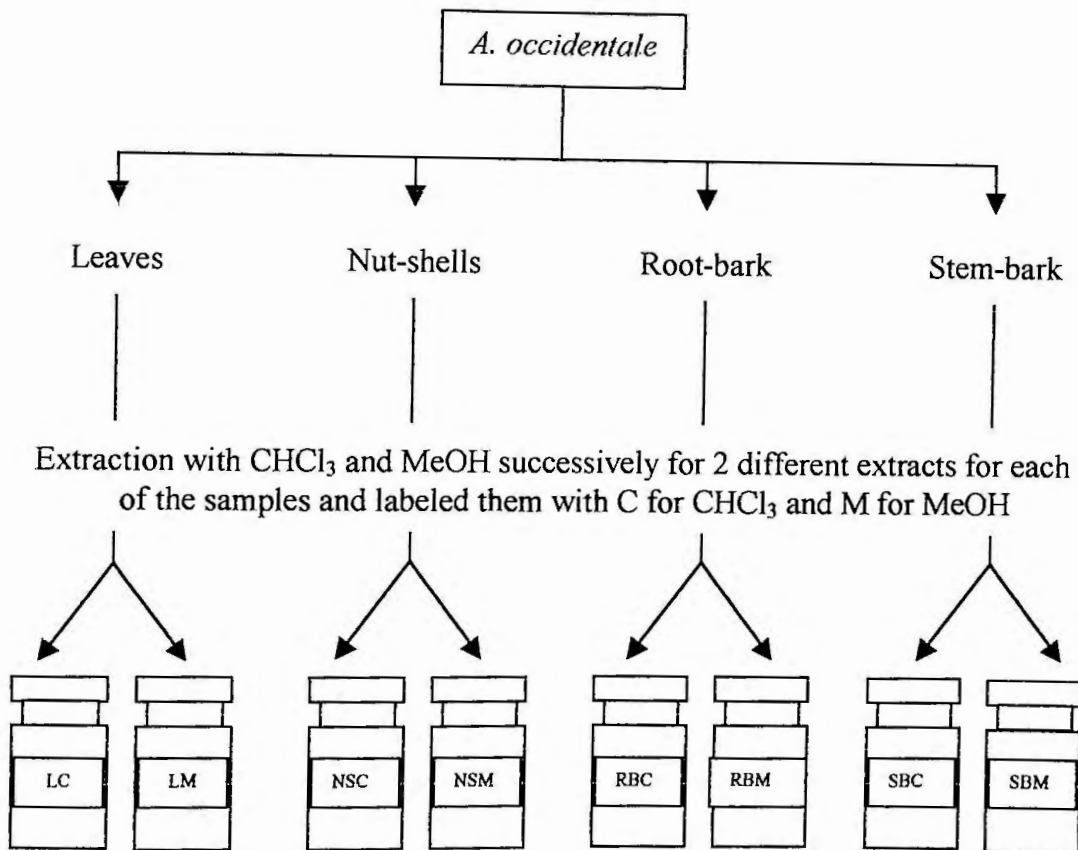 A. occidentale
Leaves Nut-shells Root-bark Stem-bark
Extraction with CHCl₃ and MeOH successively for 2 different extracts for each
of the samples and labeled them with C for CHCl₃ and M for MeOH
LC LM NSC NSM RBC RBM SBC SBM